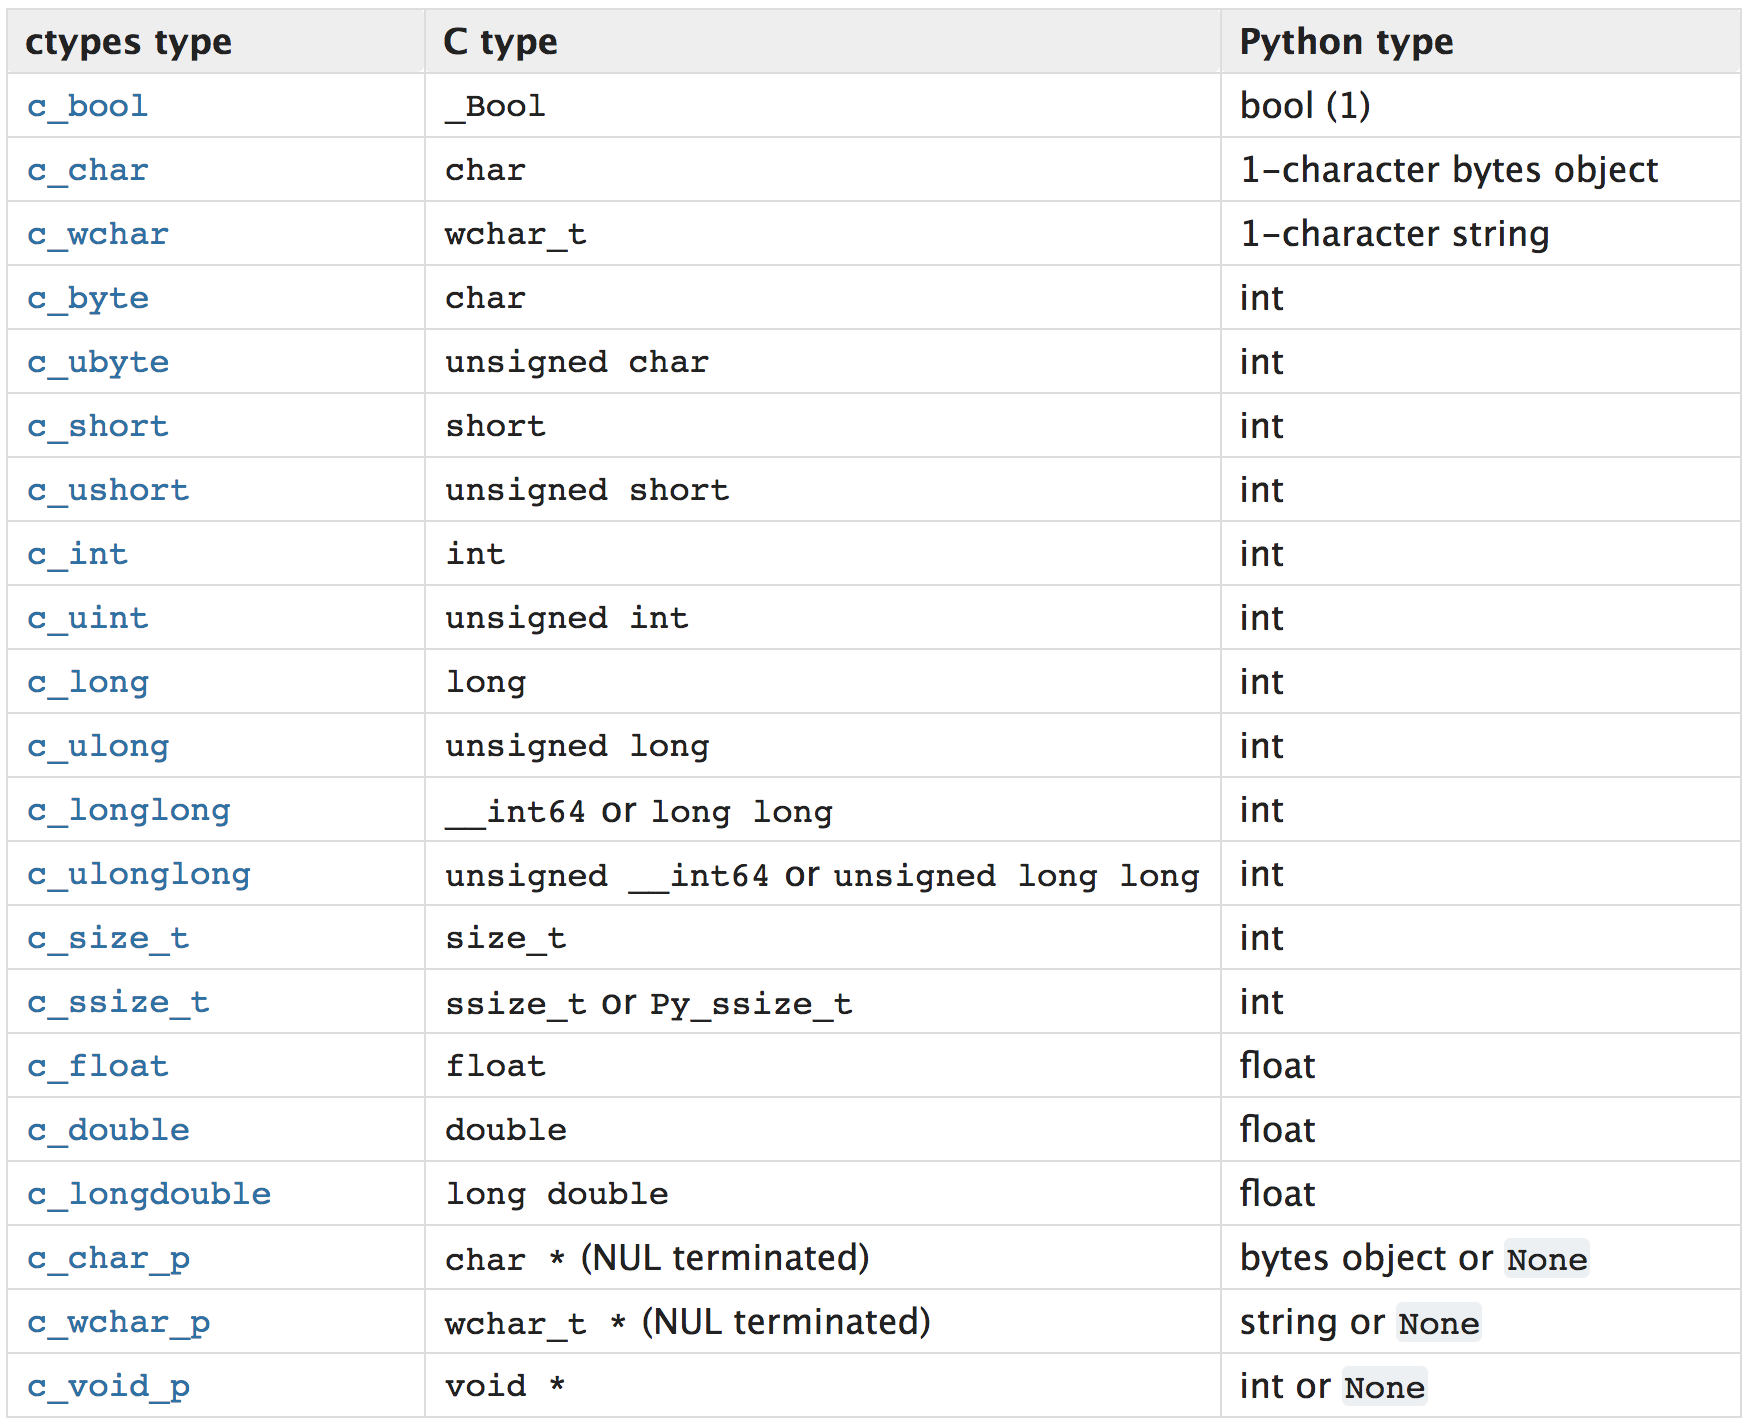 ctypes type C type Python type
c_bool _Bool bool (1)
c_char char 1-character bytes object
c_wchar wchar_t 1-character string
c_byte char int
c_ubyte unsigned char int
c_short short int
c_ushort unsigned short int
c_int int int
c_uint unsigned int int
c_long long int
c_ulong unsigned long int
c_longlong __int64 or long long int
c_ulonglong unsigned __int64 or unsigned long long int
c_size_t size_t int
c_ssize_t ssize_t or Py_ssize_t int
c_float float float
c_double double float
c_longdouble long double float
c_char_p char * (NUL terminated) bytes object or None
c_wchar_p wchar_t * (NUL terminated) string or None
c_void_p void * int or None